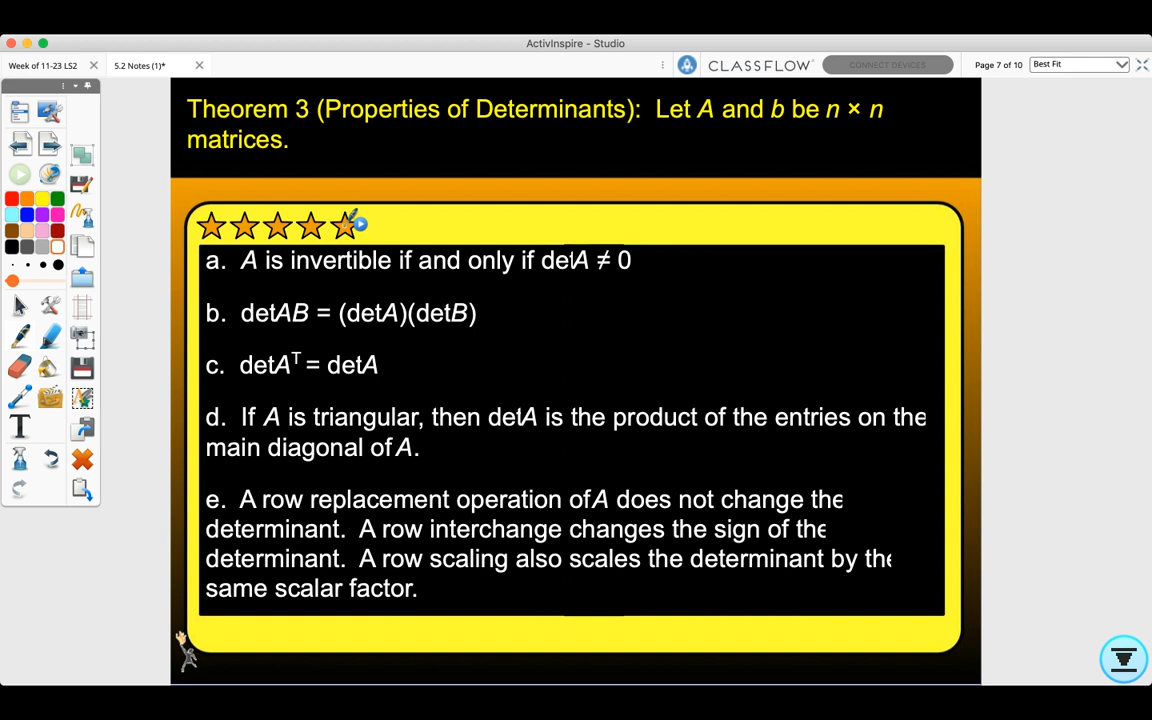 ActivInspire - Studio
Week of 11-23 LS2
5.2 Notes (1)*
CLASSFLOW
CONNECT DEVICES
Page 7 of 10
Best Fit
Theorem 3 (Properties of Determinants): Let A and b be n × n
matrices.
a. A is invertible if and only if detA ≠ 0
b. detAB = (detA)(detB)
c. detAᵀ = detA
d. If A is triangular, then detA is the product of the entries on the
main diagonal of A.
e. A row replacement operation of A does not change the
determinant. A row interchange changes the sign of the
determinant. A row scaling also scales the determinant by the
same scalar factor.